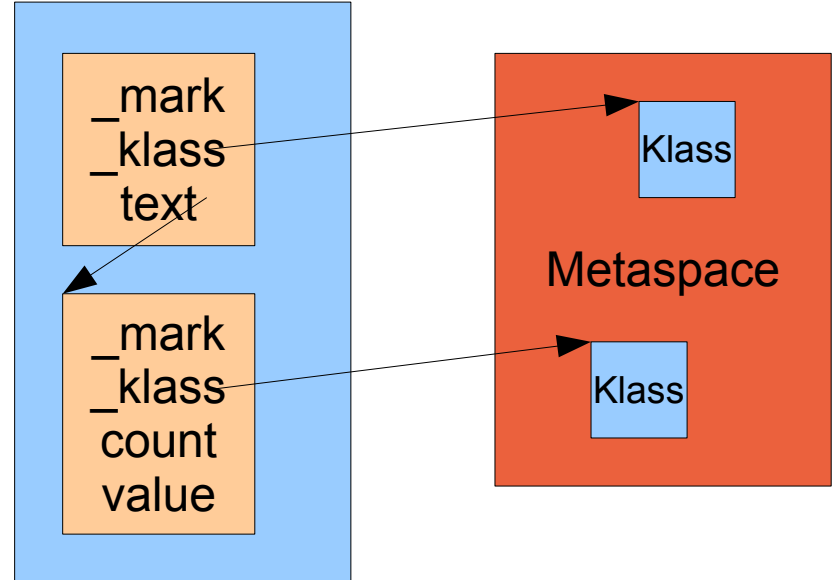 _mark
_klass
text
_mark
_klass
count
value
Klass
Metaspace
Klass